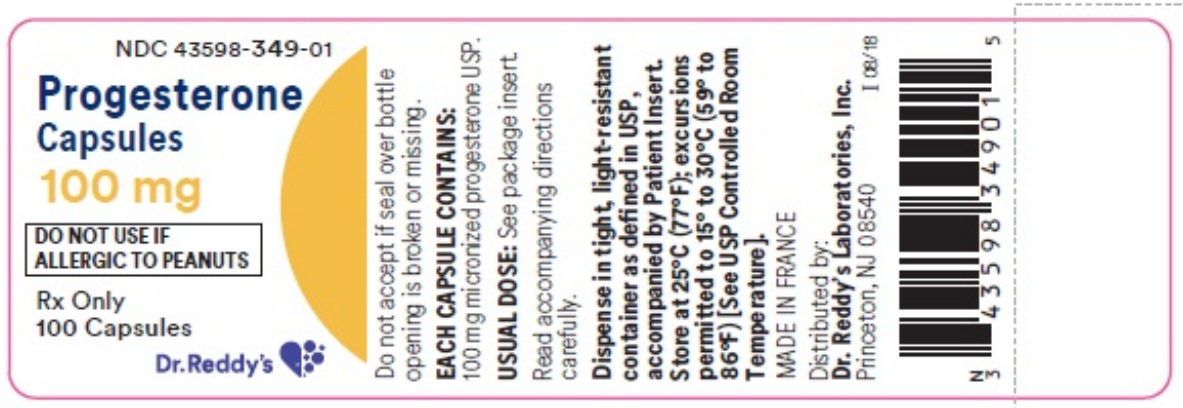 NDC 43598-349-01
Progesterone
Capsules
100 mg
DO NOT USE IF
ALLERGIC TO PEANUTS
Rx Only
100 Capsules
Dr.Reddy's
Do not accept if seal over bottle
opening is broken or missing.
EACH CAPSULE CONTAINS:
100 mg micronized progesterone USP.
USUAL DOSE: See package insert.
Read accompanying directions
carefully.
Dispense in tight, light-resistant
container as defined in USP,
accompanied by Patient Insert.
Store at 25°C (77°F); excursions
permitted to 15° to 30°C (59° to
86°F) [See USP Controlled Room
Temperature].
MADE IN FRANCE
Distributed by:
Dr. Reddy's Laboratories, Inc.
Princeton, NJ 08540
I 08/18
N
3 43598 34901 5